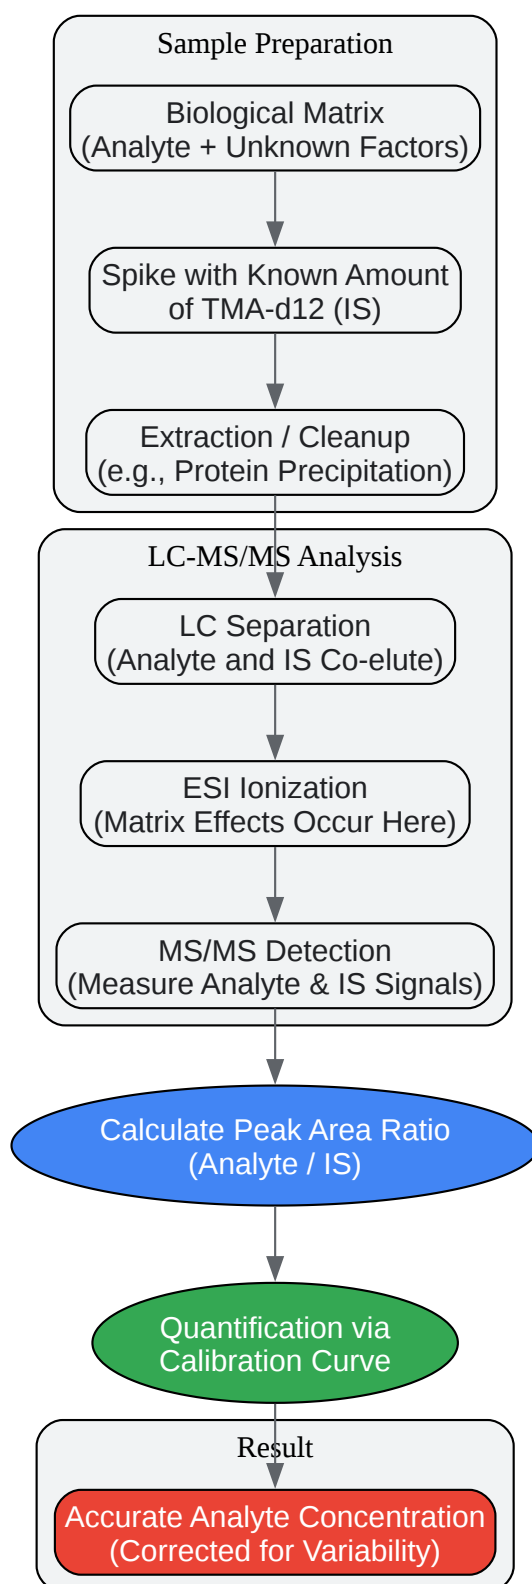 Sample Preparation
Biological Matrix
(Analyte + Unknown Factors)
Spike with Known Amount
of TMA-d12 (IS)
Extraction / Cleanup
(e.g., Protein Precipitation)
LC-MS/MS Analysis
LC Separation
(Analyte and IS Co-elute)
ESI Ionization
(Matrix Effects Occur Here)
MS/MS Detection
(Measure Analyte & IS Signals)
Calculate Peak Area Ratio
(Analyte / IS)
Quantification via
Calibration Curve
Result
Accurate Analyte Concentration
(Corrected for Variability)